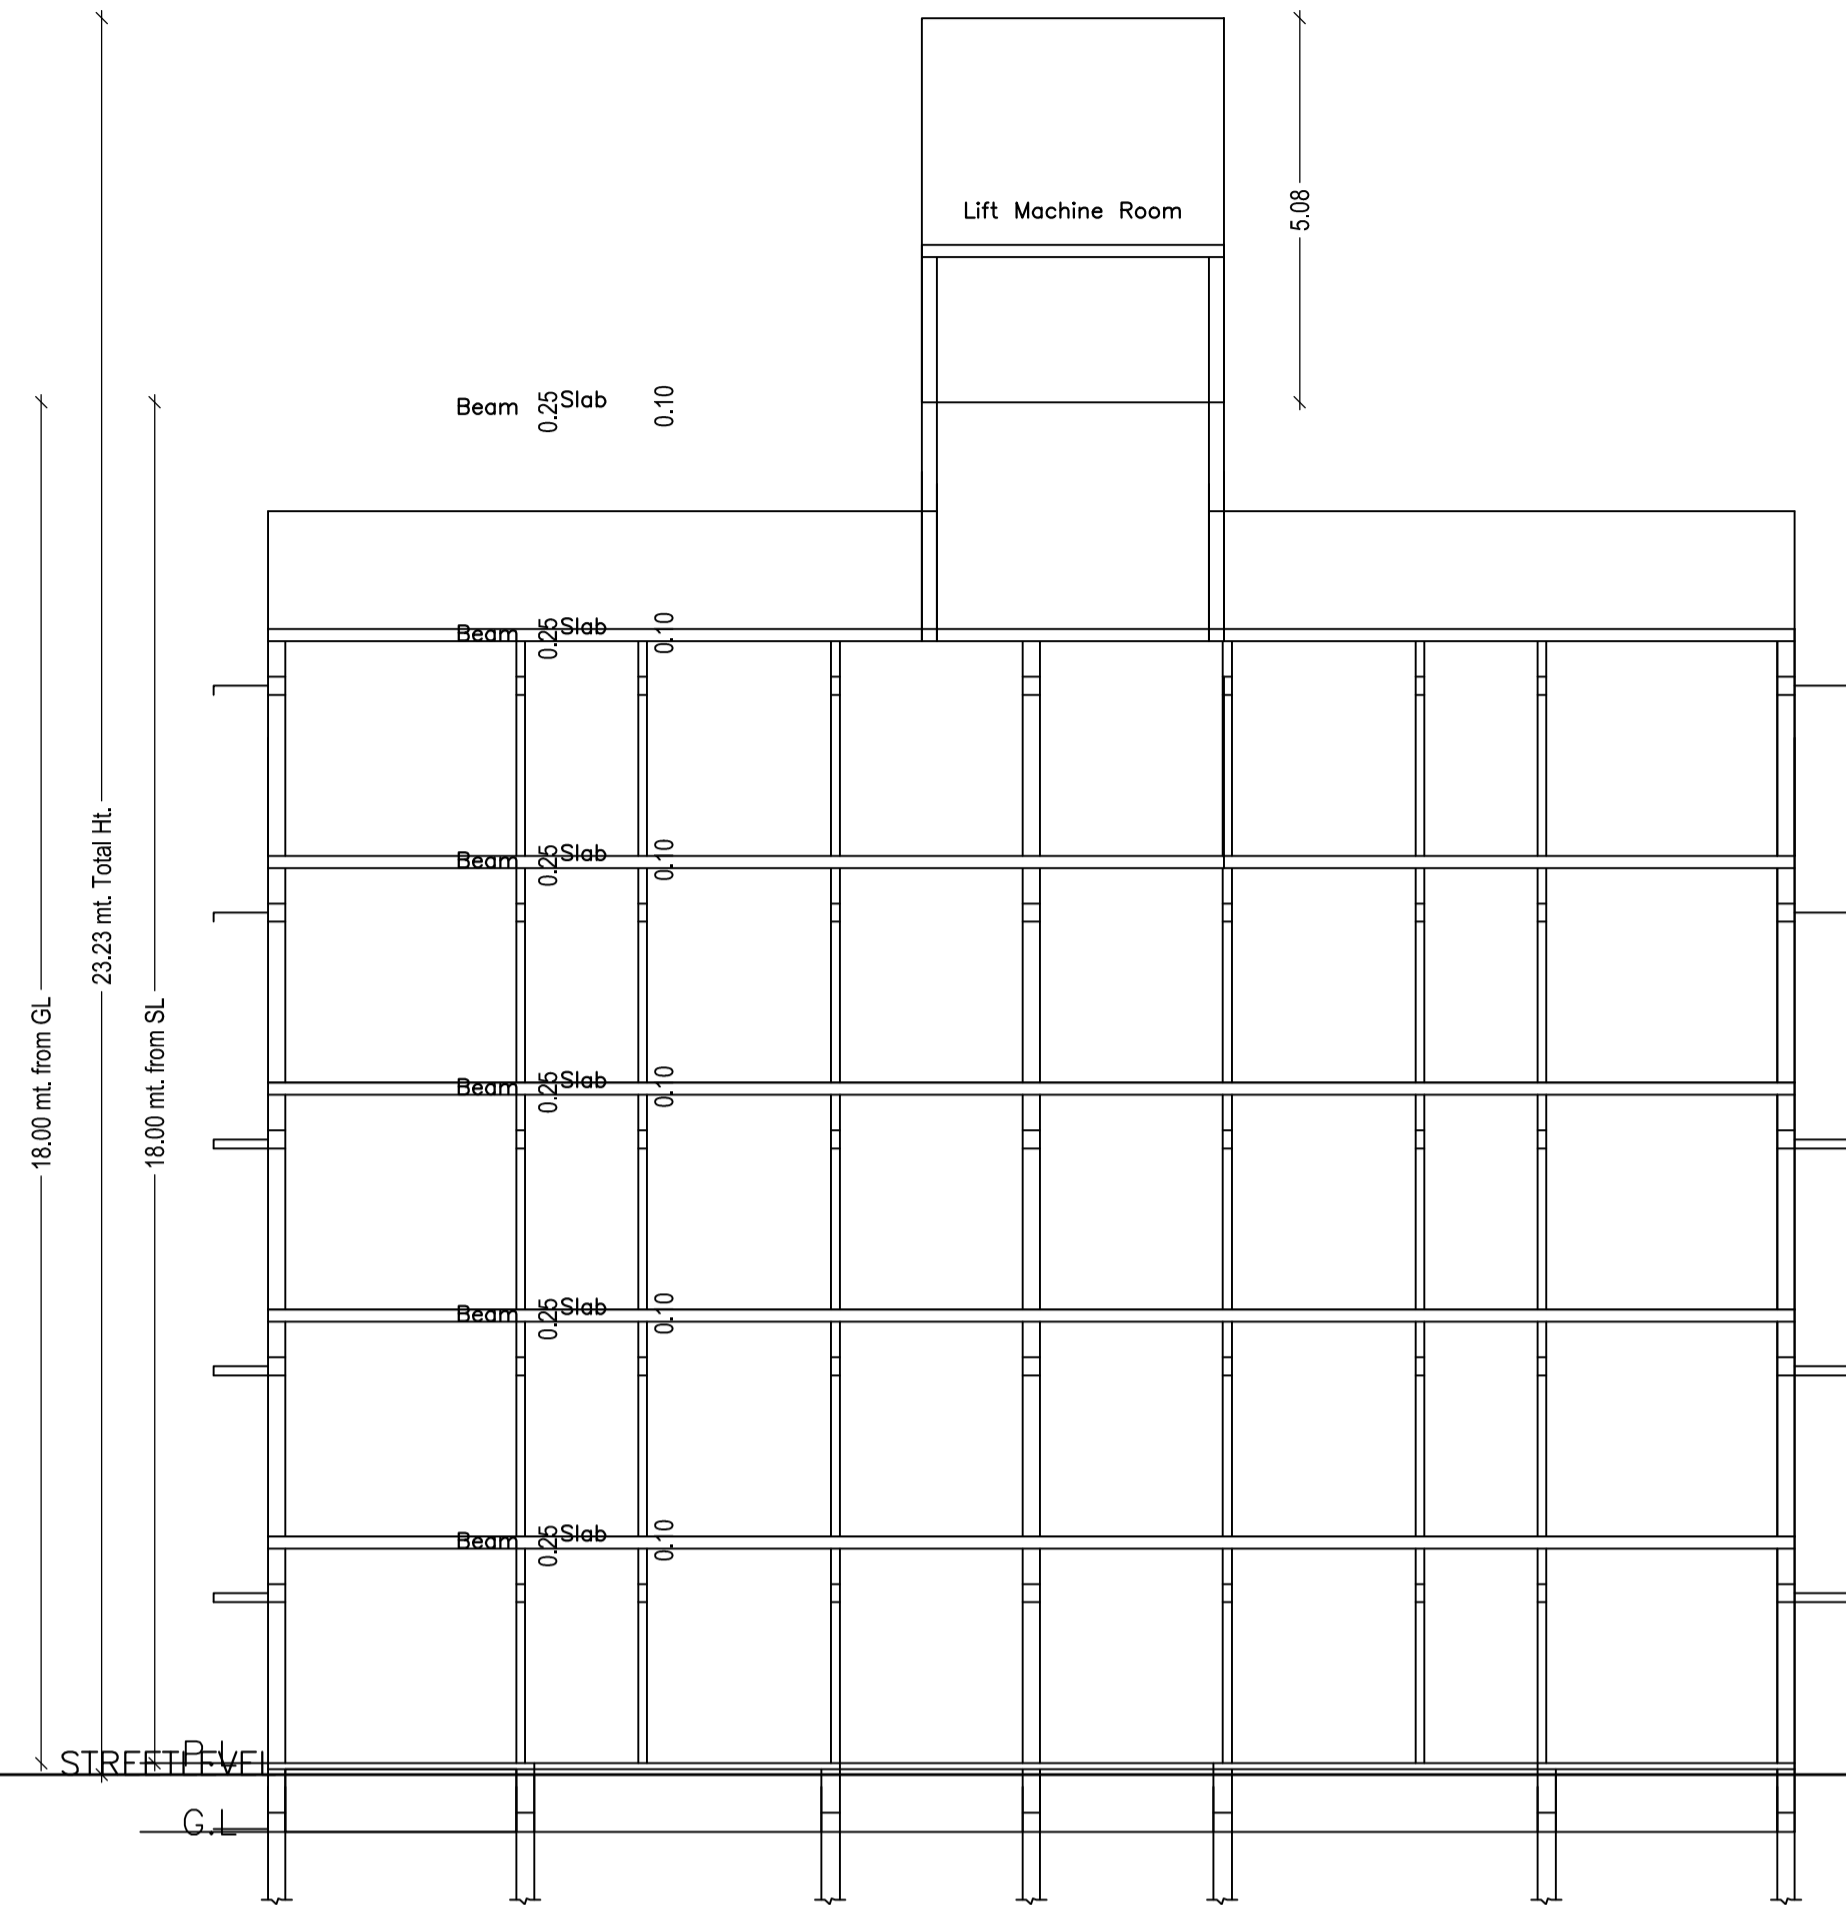 Lift Machine Room
5.08
Beam 0.25 Slab 0.10
Beam 0.25 Slab 0.10
23.23 mt. Total Ht.
Beam 0.25 Slab 0.10
18.00 mt. from GL
18.00 mt. from SL
Beam 0.25 Slab 0.10
Beam 0.25 Slab 0.10
Beam 0.25 Slab 0.10
P.L
STREETLEVEL
G.L